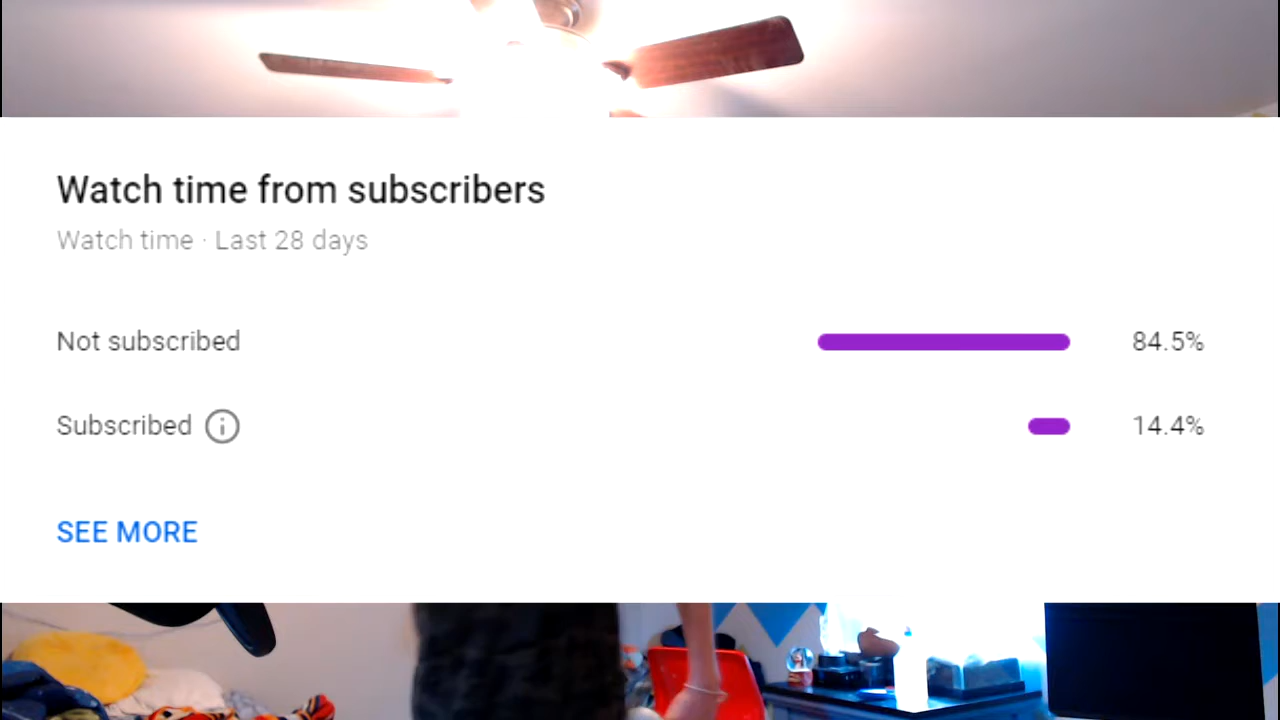 Watch time from subscribers
Watch time · Last 28 days
Not subscribed 84.5%
Subscribed 14.4%
SEE MORE